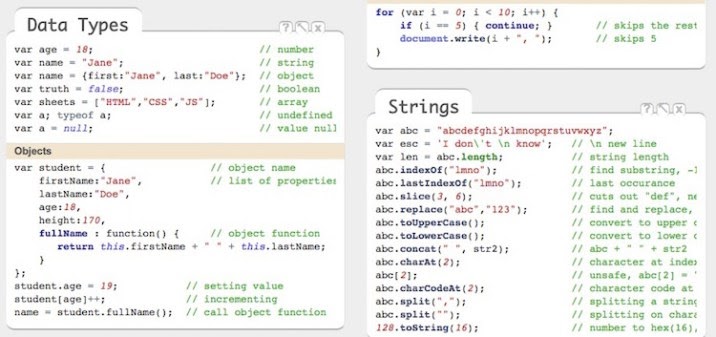 Data Types
var age = 18; // number
var name = "Jane"; // string
var name = {first:"Jane", last:"Doe"}; // object
var truth = false; // boolean
var sheets = ["HTML","CSS","JS"]; // array
var a; typeof a; // undefined
var a = null; // value null
Objects
var student = { // object name
firstName:"Jane", // list of properties
lastName:"Doe",
age:18,
height:170,
fullName : function() { // object function
return this.firstName + " " + this.lastName;
}
};
student.age = 19; // setting value
student[age]++; // incrementing
name = student.fullName(); // call object function
for (var i = 0; i < 10; i++) {
if (i == 5) { continue; } // skips the rest
document.write(i + ", "); // skips 5
}
Strings
var abc = "abcdefghijklmnopqrstuvwxyz";
var esc = 'I don\'t \n know'; // \n new line
var len = abc.length; // string length
abc.indexOf("lmno"); // find substring, -1
abc.lastIndexOf("lmno"); // last occurance
abc.slice(3, 6); // cuts out "def", ne
abc.replace("abc","123"); // find and replace,
abc.toUpperCase(); // convert to upper c
abc.toLowerCase(); // convert to lower c
abc.concat(" ", str2); // abc + " " + str2
abc.charAt(2); // character at index
abc[2]; // unsafe, abc[2] = "
abc.charCodeAt(2); // character code at
abc.split(","); // splitting a string
abc.split(""); // splitting on chara
128.toString(16); // number to hex(16),